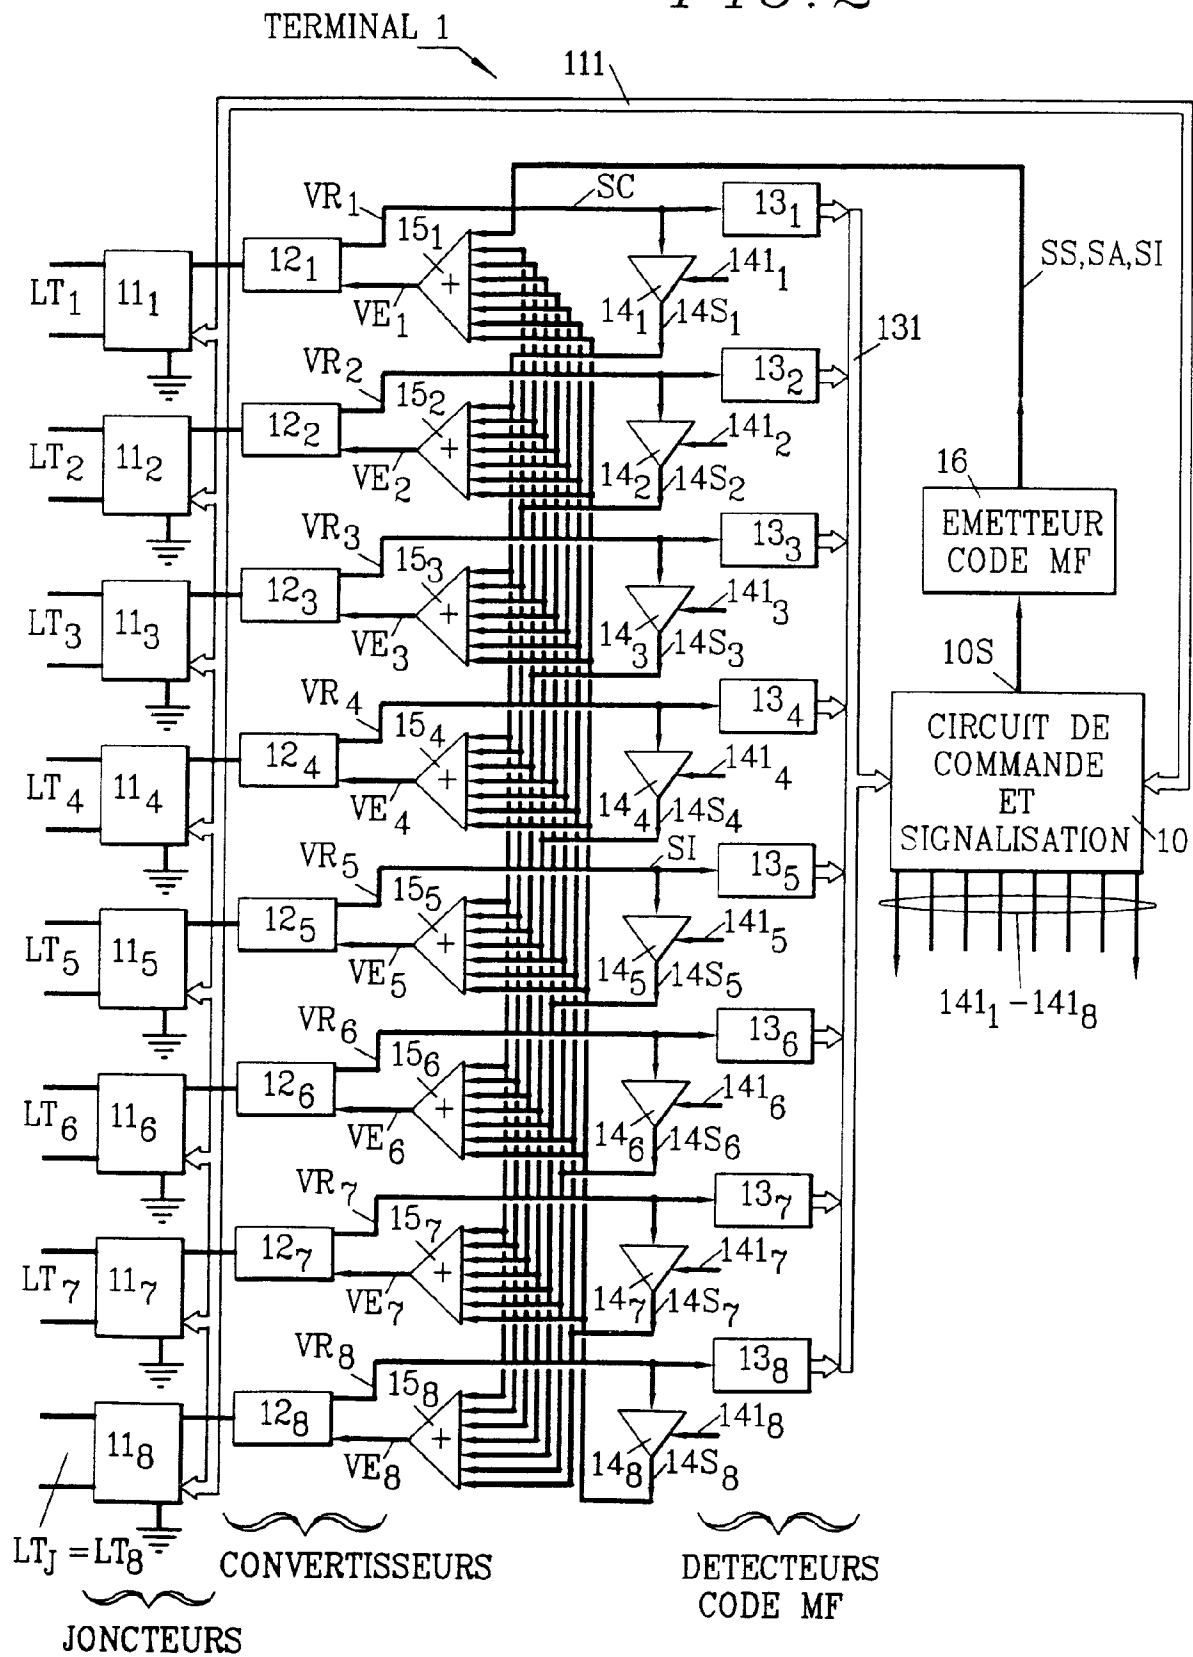 FIG. 2
TERMINAL 1
111
VR1
SC
131
SS,SA,SI
LT1
111
121
151
VE1
141
1411
14S1
131
VR2
132
LT2
112
122
152
VE2
142
1412
14S2
16
EMETTEUR
CODE MF
VR3
133
LT3
113
123
153
VE3
143
1413
14S3
10S
VR4
134
LT4
114
124
154
VE4
144
1414
14S4
CIRCUIT DE
COMMANDE
ET
SIGNALISATION
10
VR5
SI
135
LT5
115
125
155
VE5
145
1415
14S5
1411 – 1418
VR6
136
LT6
116
126
156
VE6
146
1416
14S6
VR7
137
LT7
117
127
157
VE7
147
1417
14S7
VR8
138
118
128
158
VE8
148
1418
14S8
LTJ = LT8
CONVERTISSEURS
DETECTEURS
CODE MF
JONCTEURS